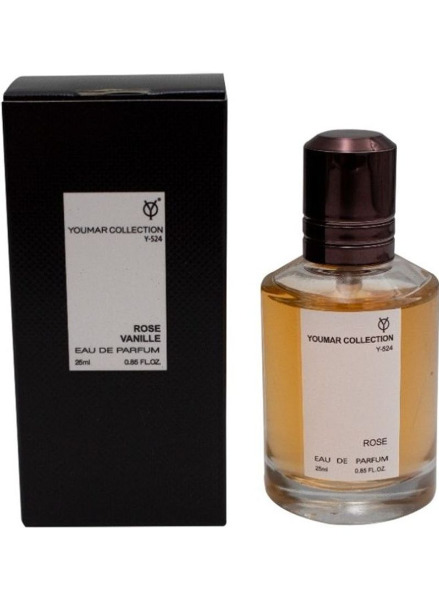 YOUMAR COLLECTION
Y-524
ROSE
VANILLE
EAU DE PARFUM
25ml 0.85 FL.OZ.
YOUMAR COLLECTION
Y-524
ROSE
EAU DE PARFUM
25ml 0.85 FL.OZ.